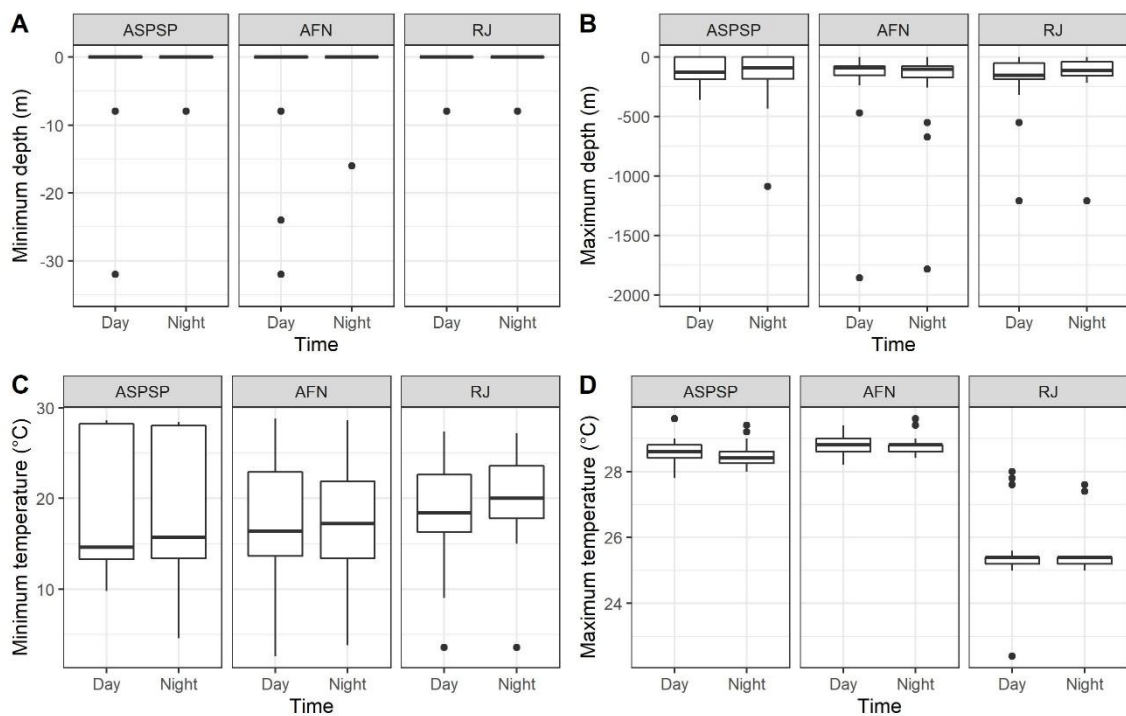 A
ASPSP AFN RJ
0
-10
-20
-30
Minimum depth (m)
Day Night Day Night Day Night
Time
B
ASPSP AFN RJ
0
-500
-1000
-1500
-2000
Maximum depth (m)
Day Night Day Night Day Night
Time
C
ASPSP AFN RJ
30
20
10
Minimum temperature (°C)
Day Night Day Night Day Night
Time
D
ASPSP AFN RJ
28
26
24
Maximum temperature (°C)
Day Night Day Night Day Night
Time